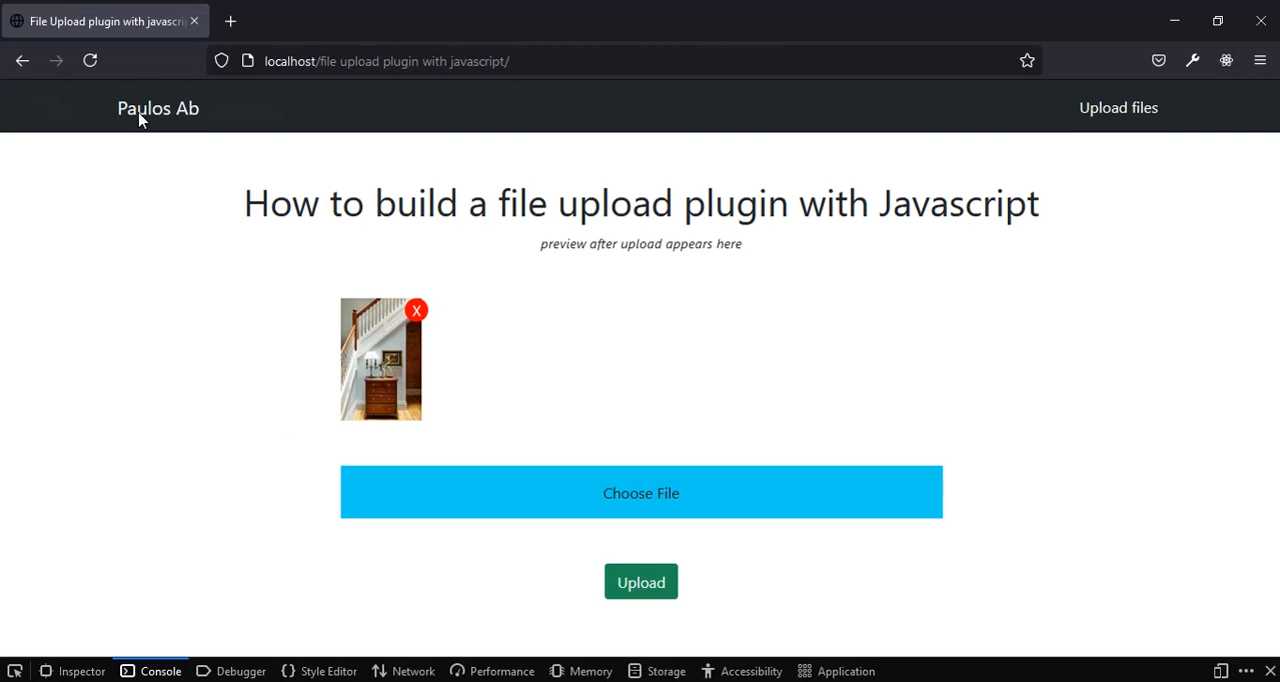 File Upload plugin with javascri
localhost/file upload plugin with javascript/
Paulos Ab
Upload files
How to build a file upload plugin with Javascript
preview after upload appears here
X
Choose File
Upload
Inspector Console Debugger Style Editor Network Performance Memory Storage Accessibility Application